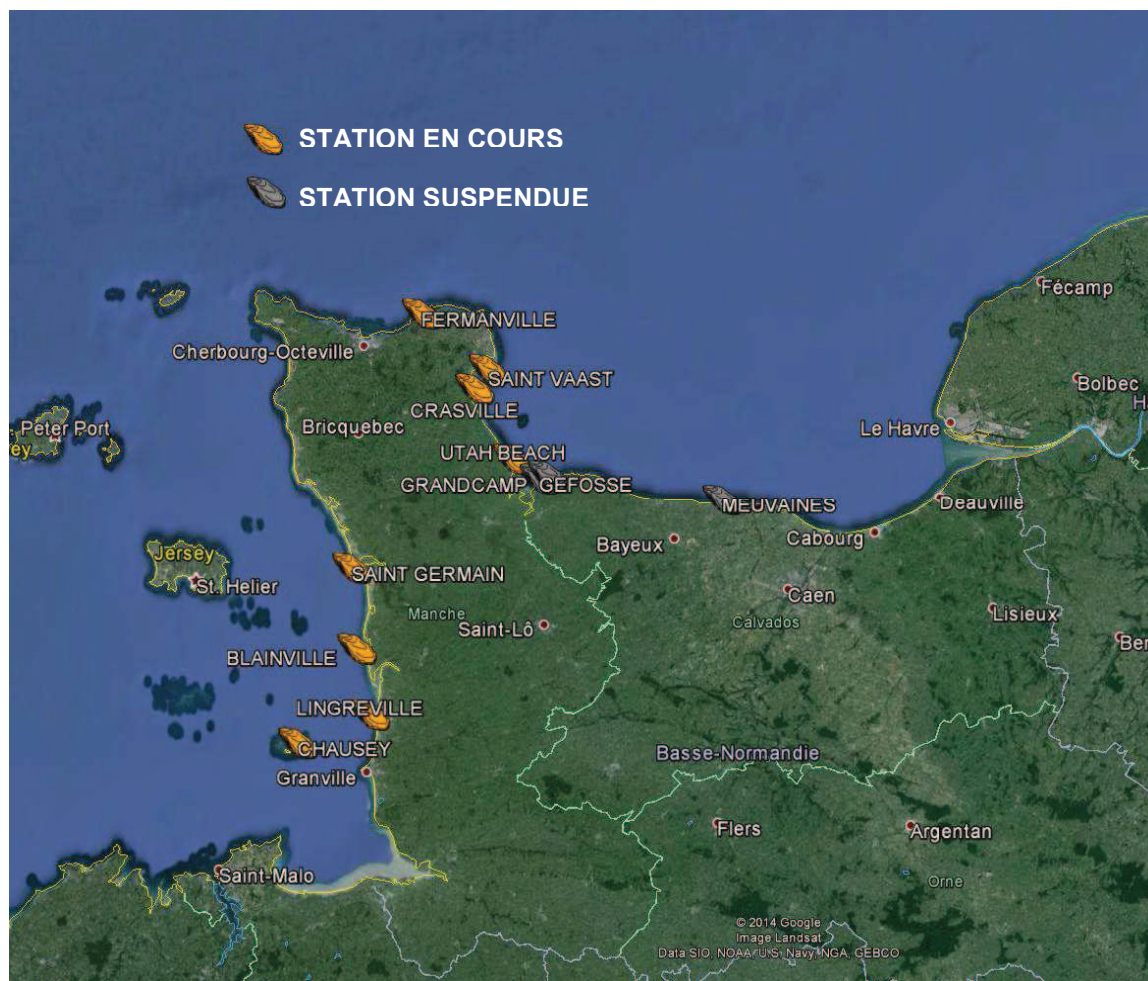 STATION EN COURS
STATION SUSPENDUE
Fécamp
FERMANVILLE
Cherbourg-Octeville
SAINT VAAST
Bolbec
CRASVILLE
Peter Port
Bricquebec
Le Havre
UTAH BEACH
GRANDCAMP GEFOSSE
MEUVAINES
Deauville
Bayeux
Cabourg
Jersey
SAINT GERMAIN
St. Helier
Caen
Manche
Saint-Lô
Calvados
Lisieux
BLAINVILLE
LINGREVILLE
CHAUSEY
Basse-Normandie
Granville
Flers
Argentan
Saint-Malo
Orne
© 2014 Google
Image Landsat
Data SIO, NOAA, U.S. Navy, NGA, GEBCO